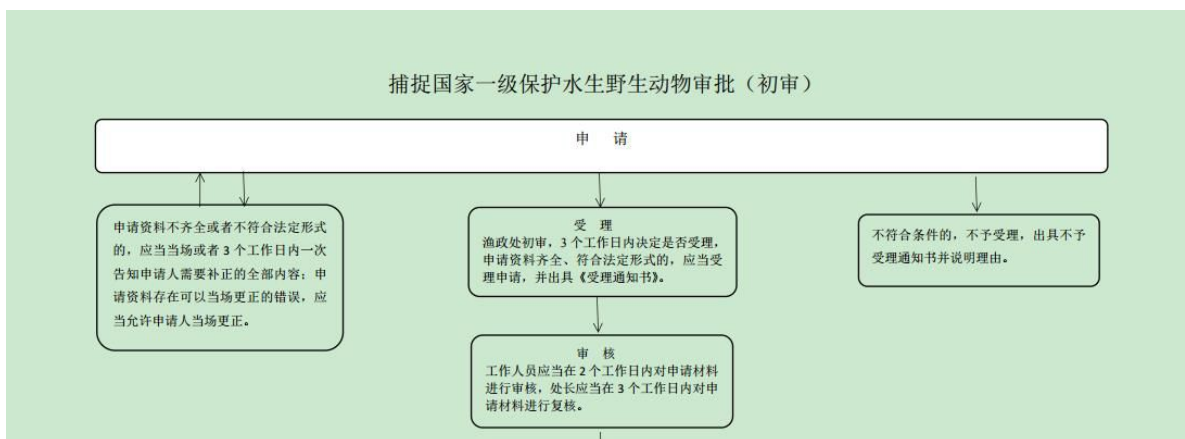 捕捉国家一级保护水生野生动物审批（初审）
申 请
申请资料不齐全或者不符合法定形式
的，应当当场或者 3 个工作日内一次
告知申请人需要补正的全部内容；申
请资料存在可以当场更正的错误，应
当允许申请人当场更正。
受 理
渔政处初审，3 个工作日内决定是否受理，
申请资料齐全、符合法定形式的，应当受
理申请，并出具《受理通知书》。
不符合条件的，不予受理，出具不予
受理通知书并说明理由。
审 核
工作人员应当在 2 个工作日内对申请材料
进行审核，处长应当在 3 个工作日内对申
请材料进行复核。